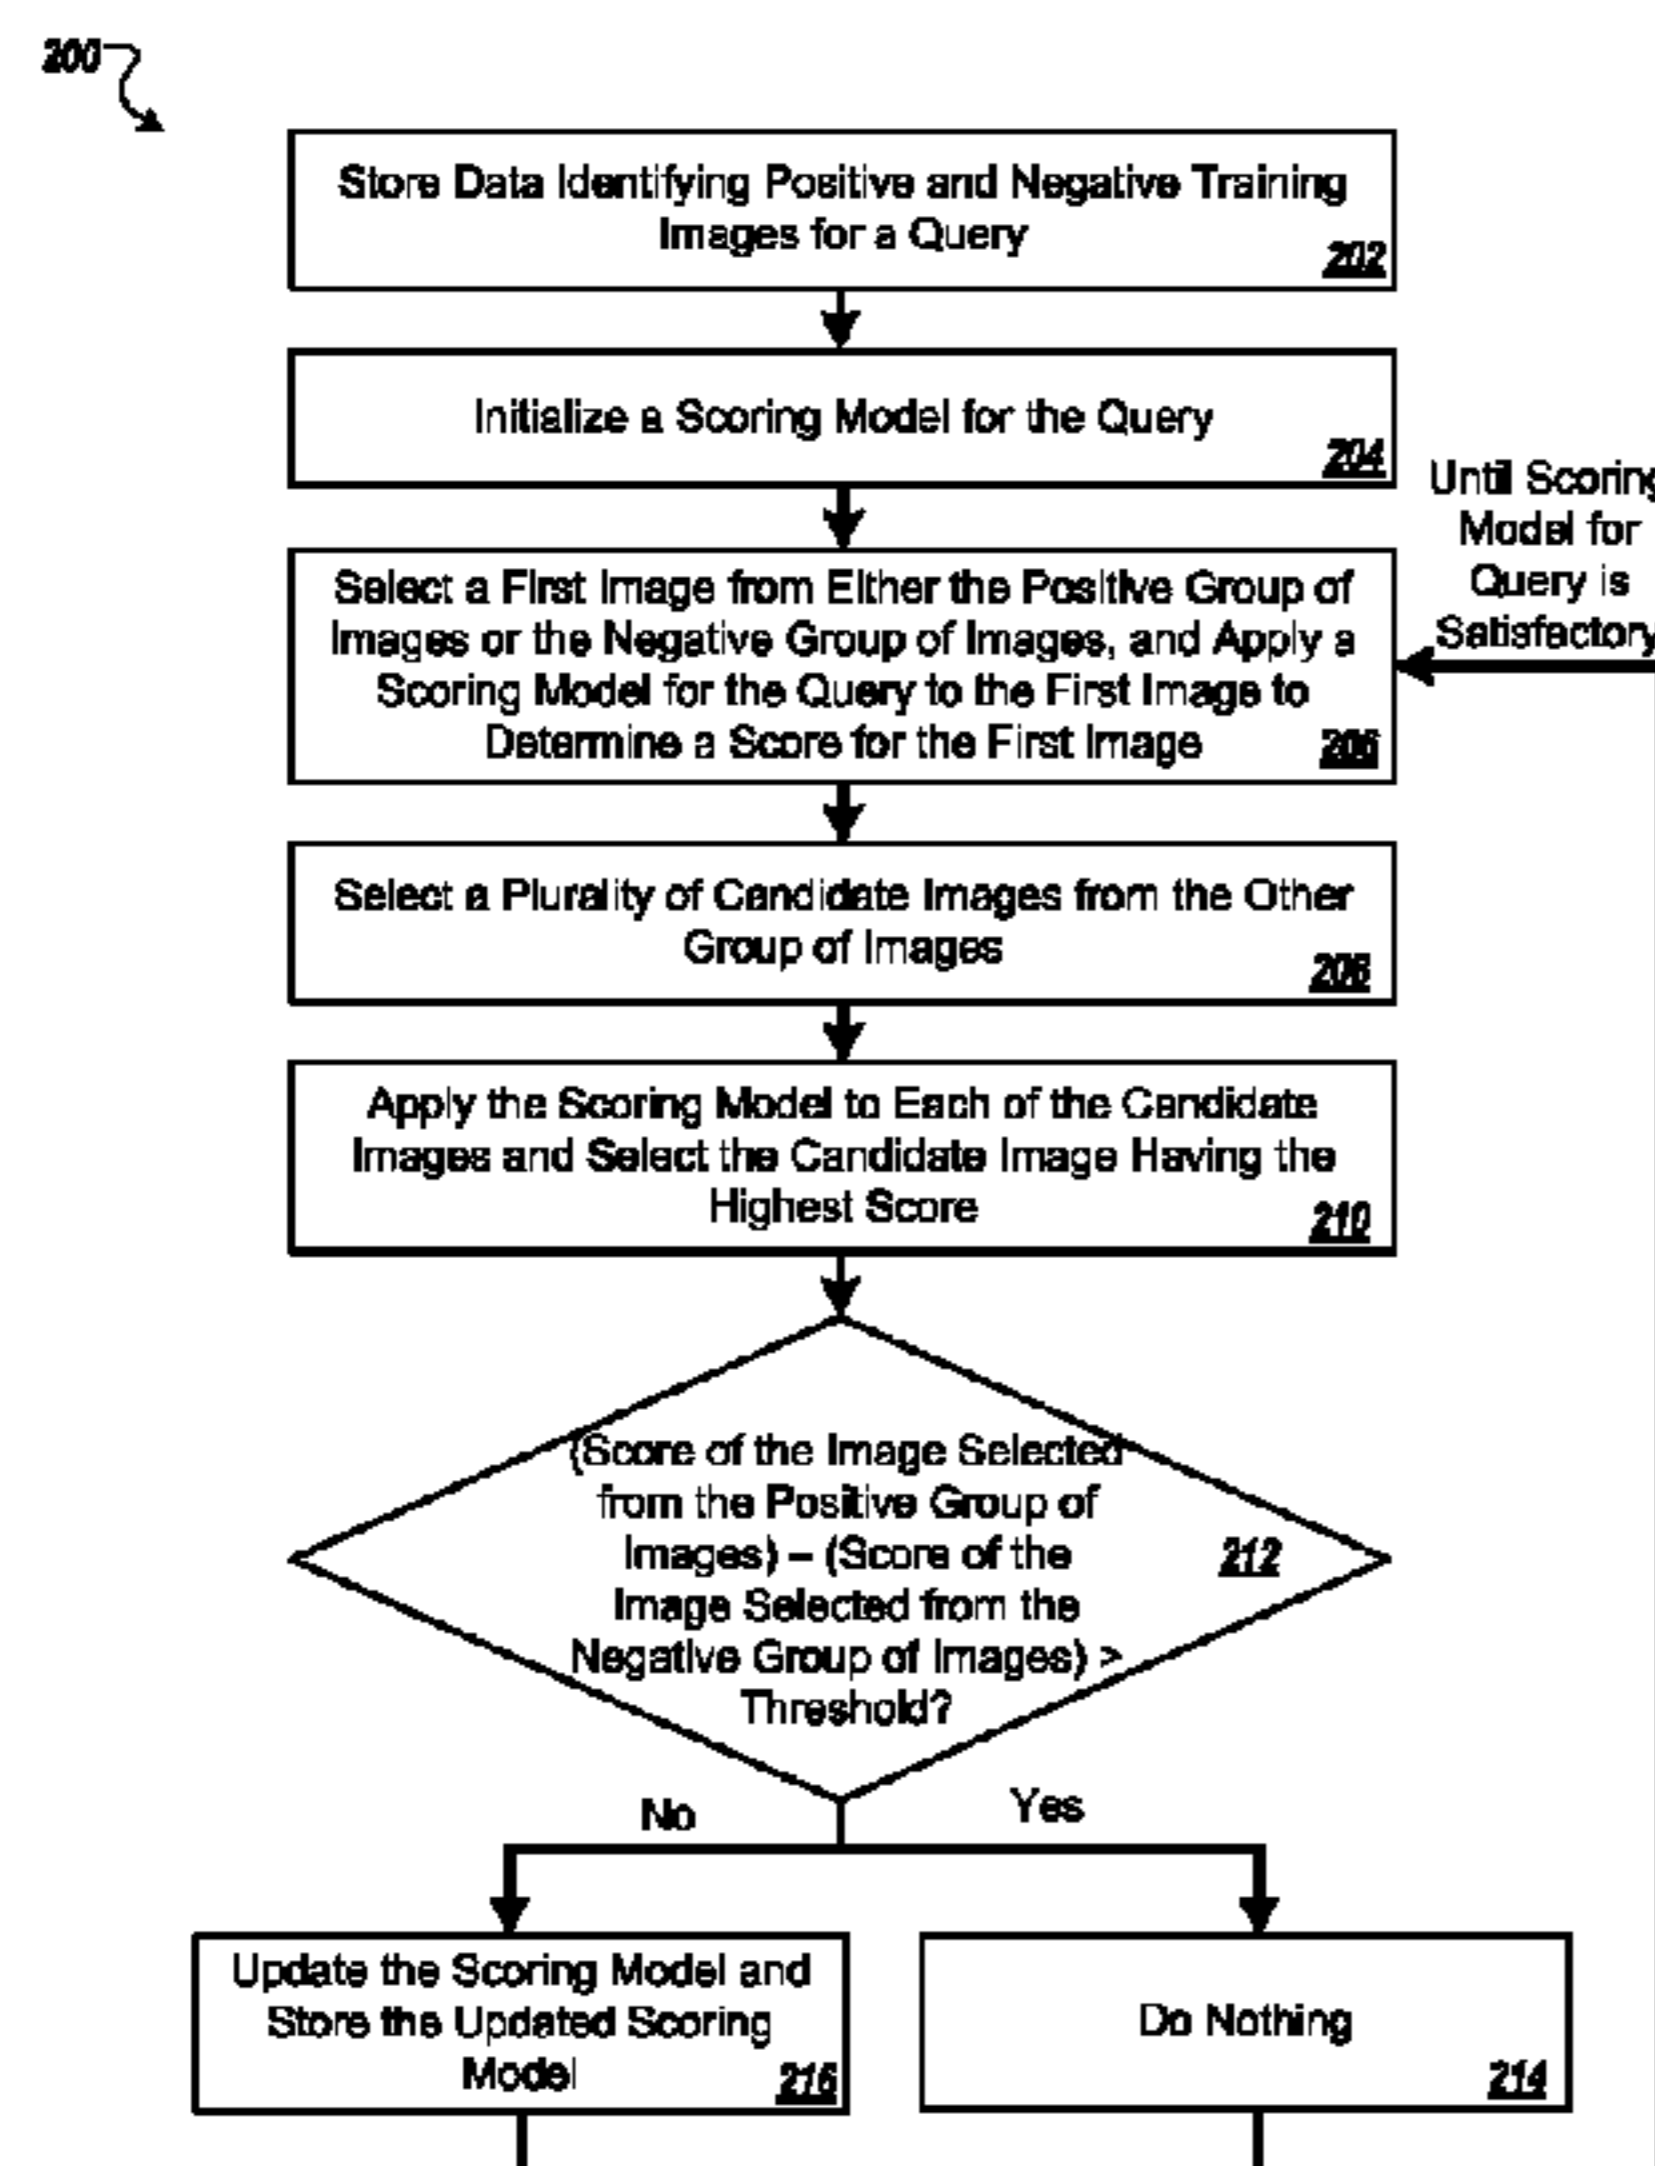 200
Store Data Identifying Positive and Negative Training
Images for a Query
202
Initialize a Scoring Model for the Query
204
Until Scoring
Model for
Query is
Satisfactory
Select a First Image from Either the Positive Group of
Images or the Negative Group of Images, and Apply a
Scoring Model for the Query to the First Image to
Determine a Score for the First Image
Select a Plurality of Candidate Images from the Other
Group of Images
Apply the Scoring Model to Each of the Candidate
Images and Select the Candidate Image Having the
Highest Score
210
(Score of the Image Selected
from the Positive Group of
Images) – (Score of the
Image Selected from the
Negative Group of Images) >
Threshold?
212
No
Yes
Update the Scoring Model and
Store the Updated Scoring
Model
Do Nothing
214